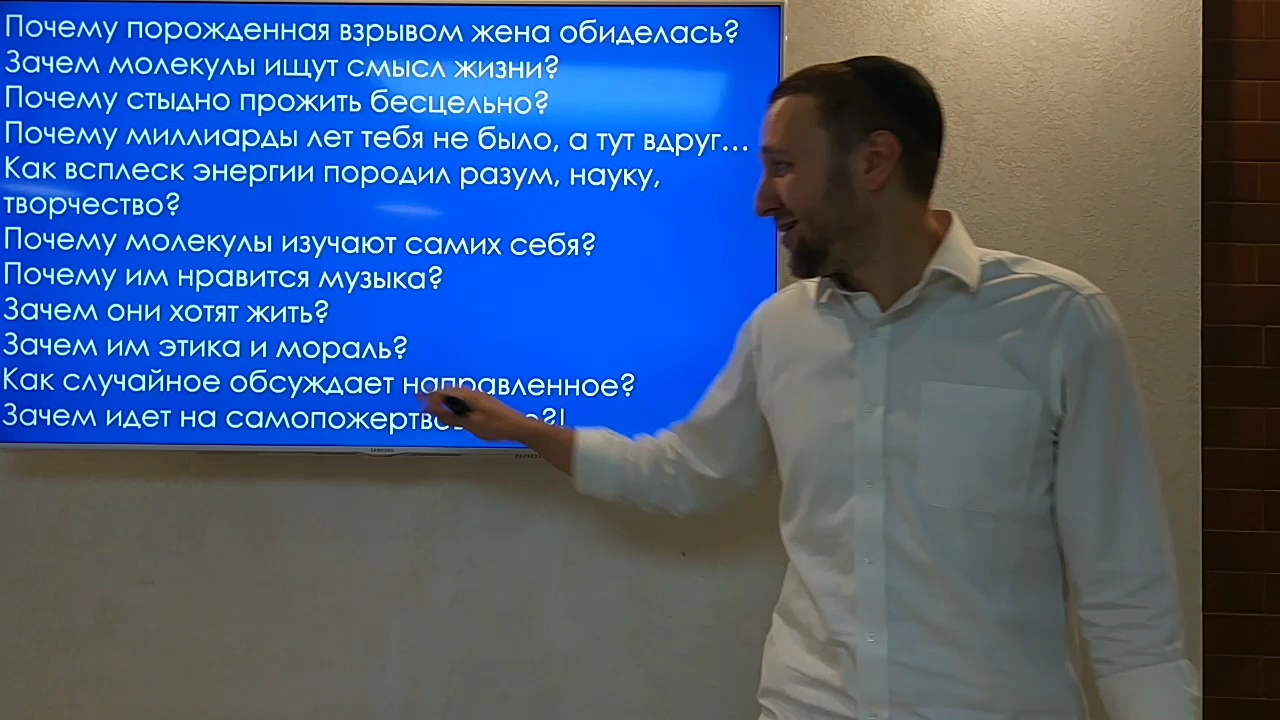 Почему порожденная взрывом жена обиделась?
Зачем молекулы ищут смысл жизни?
Почему стыдно прожить бесцельно?
Почему миллиарды лет тебя не было, а тут вдруг...
Как всплеск энергии породил разум, науку,
творчество?
Почему молекулы изучают самих себя?
Почему им нравится музыка?
Зачем они хотят жить?
Зачем им этика и мораль?
Как случайное обсуждает направленное?
Зачем идет на
SAMSUNG